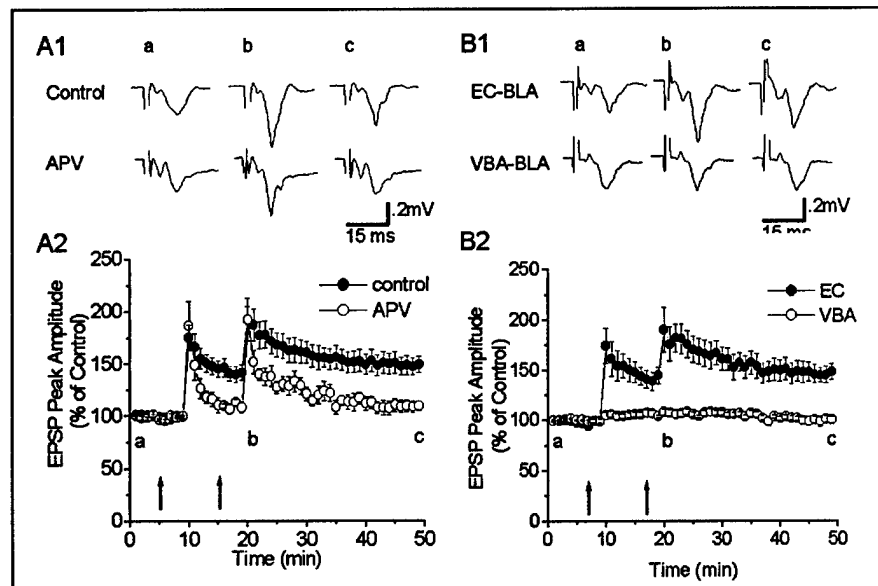 A1
a b c
Control
APV
.2mV
15 ms
B1
a b c
EC-BLA
VBA-BLA
.2mV
15 ms
A2
EPSP Peak Amplitude
(% of Control)
250
200
150
100
50
0
control
APV
a b c
0 10 20 30 40 50
Time (min)
B2
EPSP Peak Amplitude
(% of Control)
250
200
150
100
50
0
EC
VBA
a b c
0 10 20 30 40 50
Time (min)